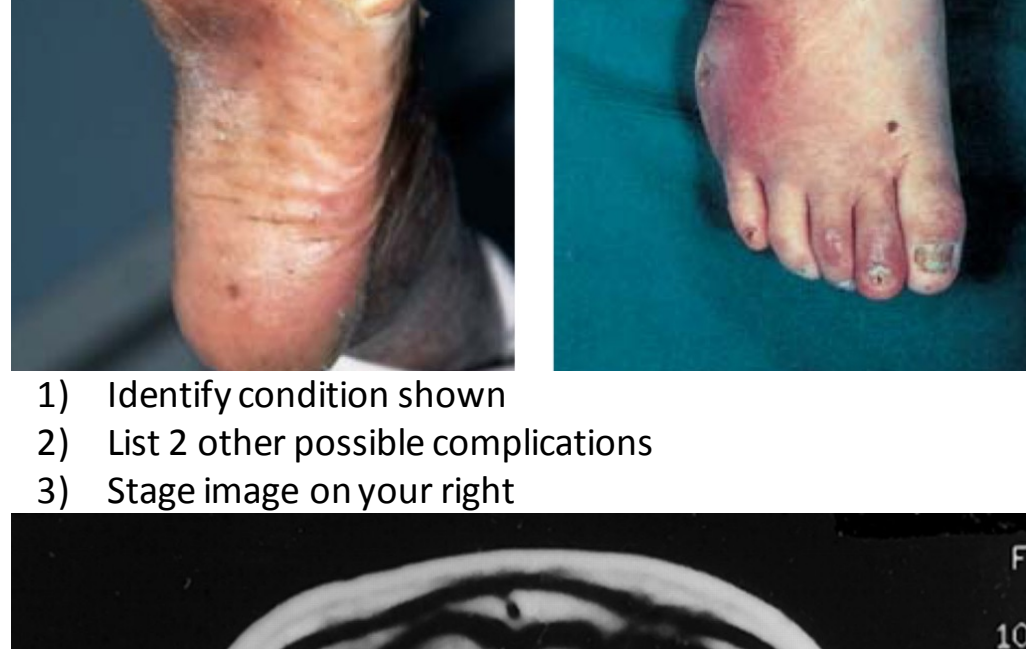 1) Identify condition shown
2) List 2 other possible complications
3) Stage image on your right
F
10